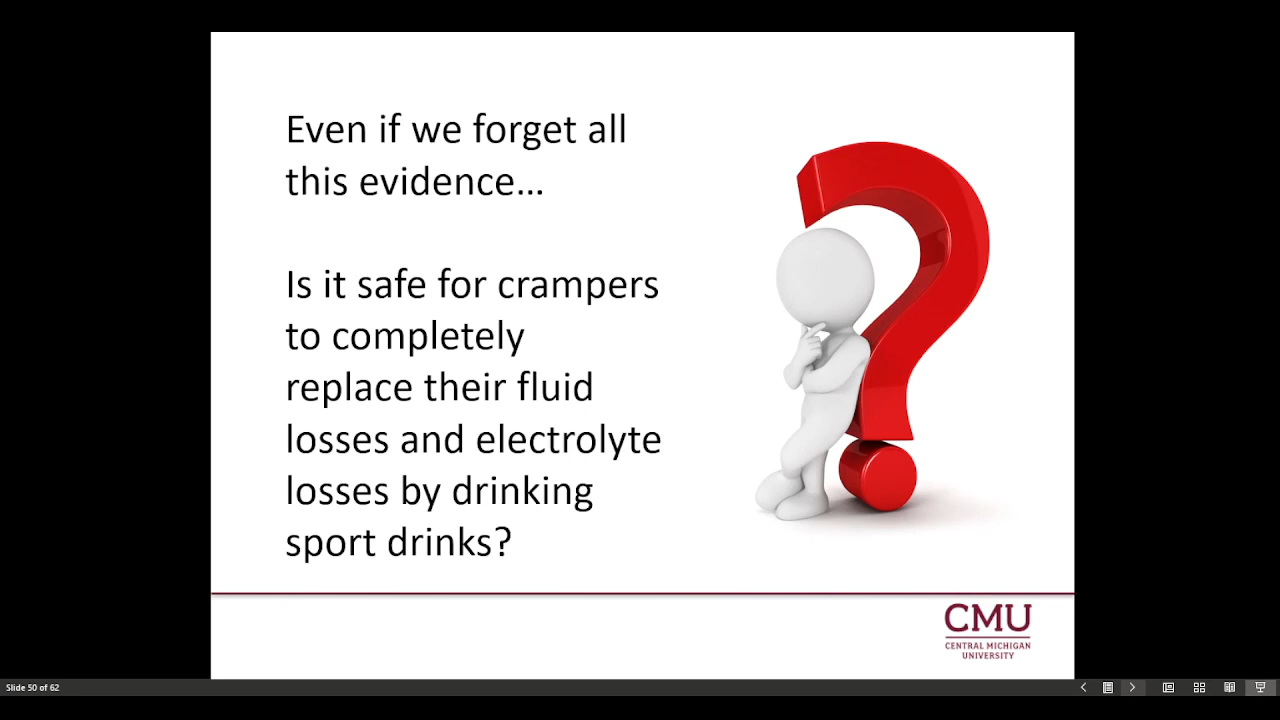 Even if we forget all
this evidence…
Is it safe for crampers
to completely
replace their fluid
losses and electrolyte
losses by drinking
sport drinks?
CMU
CENTRAL MICHIGAN
UNIVERSITY
Slide 50 of 62